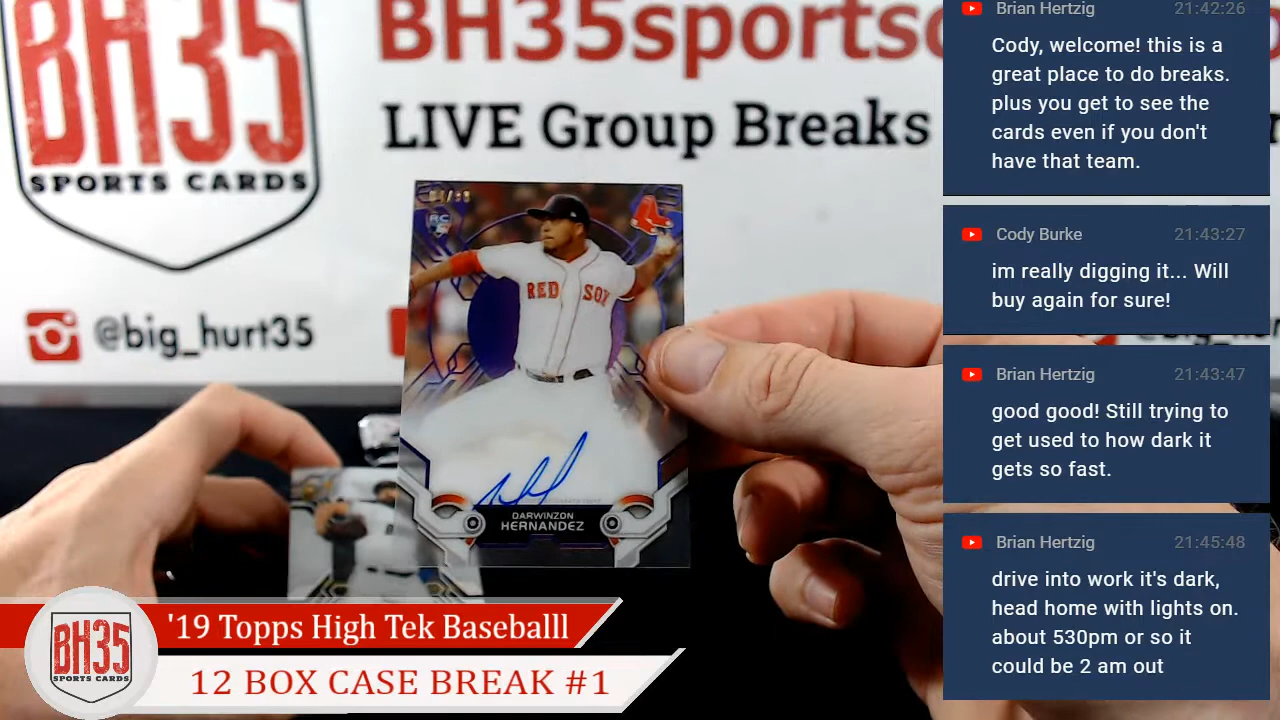 BH35
SPORTS CARDS
BH35sportsc
LIVE Group Breaks
@big_hurt35
RC
RED SOX
DARWINZON
HERNANDEZ
BH35
SPORTS CARDS
'19 Topps High Tek Baseballl
12 BOX CASE BREAK #1
Brian Hertzig 21:42:26
Cody, welcome! this is a
great place to do breaks.
plus you get to see the
cards even if you don't
have that team.
Cody Burke 21:43:27
im really digging it... Will
buy again for sure!
Brian Hertzig 21:43:47
good good! Still trying to
get used to how dark it
gets so fast.
Brian Hertzig 21:45:48
drive into work it's dark,
head home with lights on.
about 530pm or so it
could be 2 am out